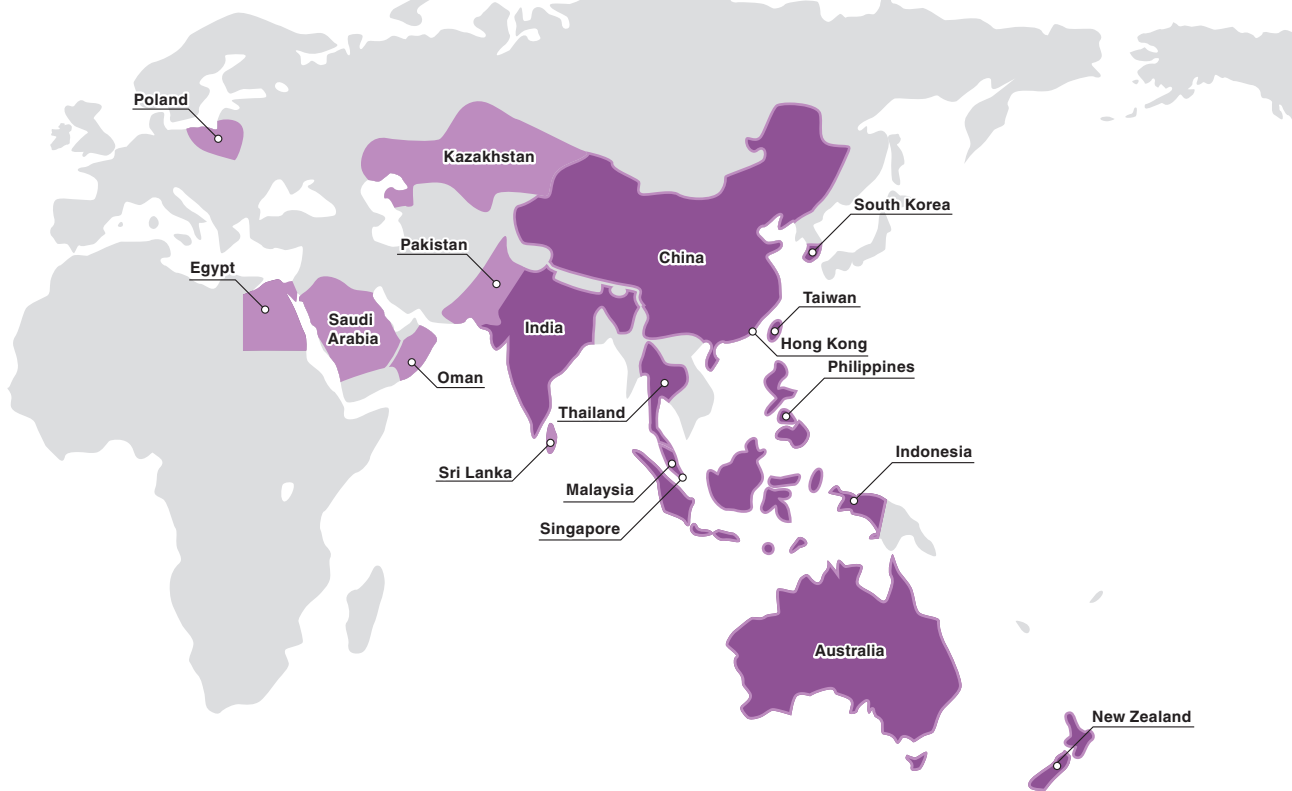 Poland
Kazakhstan
South Korea
Pakistan
China
Egypt
Taiwan
Saudi
Arabia
India
Hong Kong
Philippines
Oman
Thailand
Indonesia
Sri Lanka
Malaysia
Singapore
Australia
New Zealand